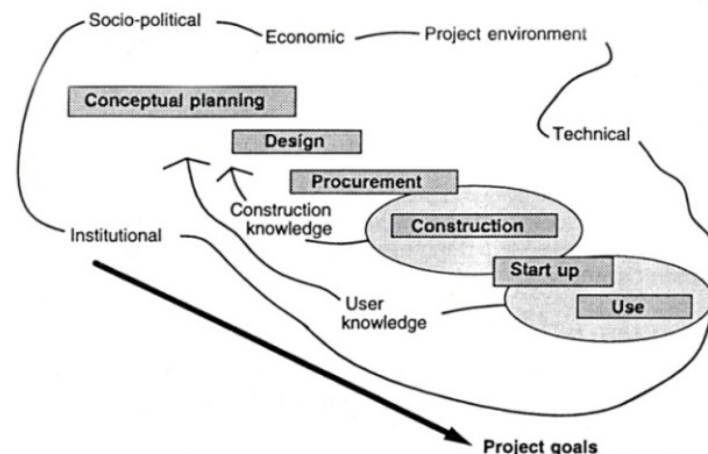 Socio-political
Economic
Project environment
Conceptual planning
Technical
Design
Procurement
Construction
knowledge
Construction
Institutional
Start up
User
knowledge
Use
Project goals